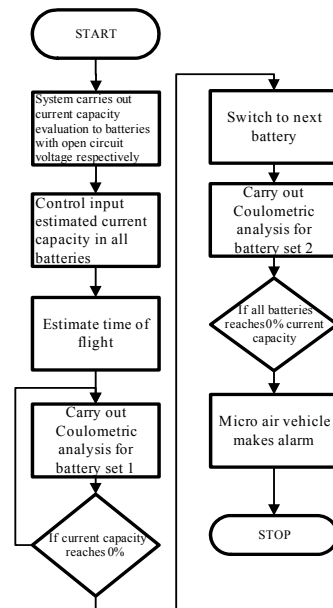 START
System carries out
current capacity
evaluation to batteries
with open circuit
voltage respectively
Control input
estimated current
capacity in all
batteries
Estimate time of
flight
Carry out
Coulometric
analysis for
battery set 1
If current capacity
reaches 0%
Switch to next
battery
Carry out
Coulometric
analysis for
battery set 2
If all batteries
reaches 0% current
capacity
Micro air vehicle
makes alarm
STOP